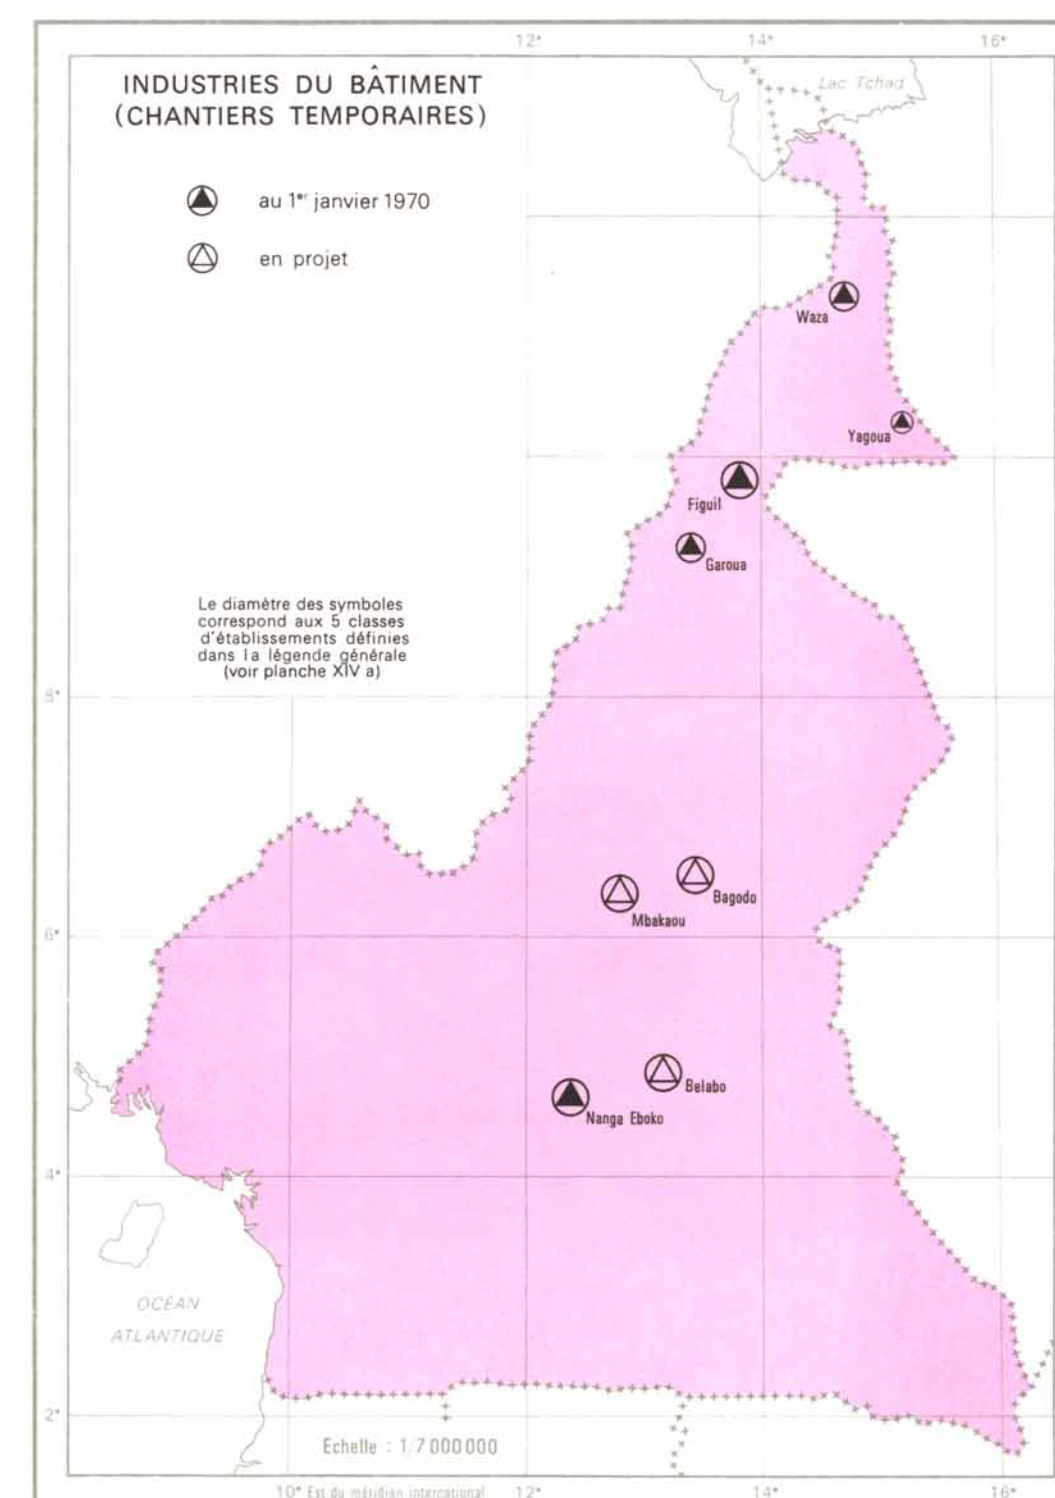 12° 14° 16°
INDUSTRIES DU BÂTIMENT
(CHANTIERS TEMPORAIRES)
Lac Tchad
au 1er janvier 1970
en projet
Waza
Yagoua
Figuil
Garoua
Le diamètre des symboles
correspond aux 5 classes
d'établissements définies
dans la légende générale
(voir planche XIV a)
8°
Bagodo
Mbakaou
6°
Belabo
Nanga Eboko
4°
OCÉAN
ATLANTIQUE
2°
Echelle : 1/7 000 000
10° Est du méridien international 12° 14° 16°